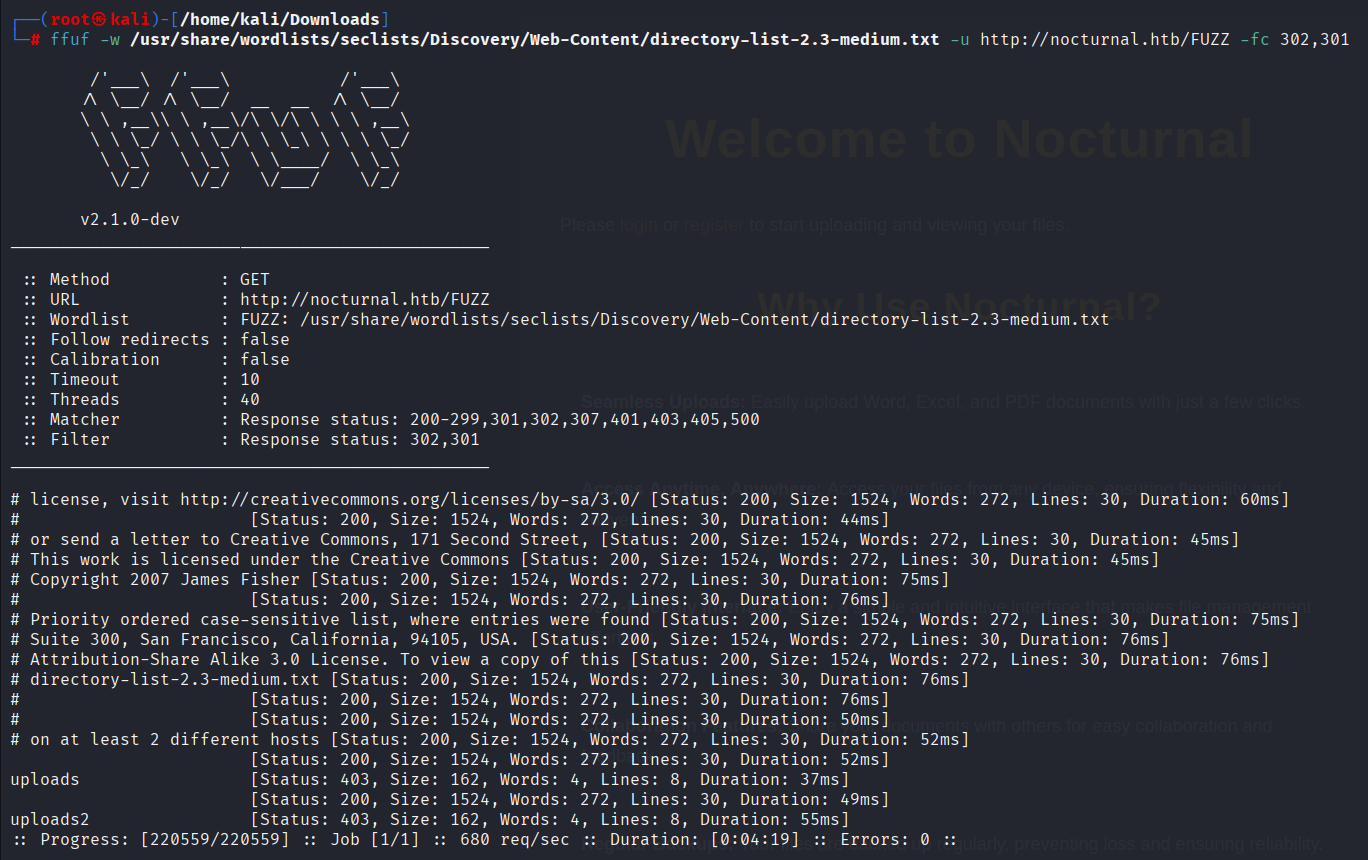 ┌──(root㉿kali)-[/home/kali/Downloads]
└─# ffuf -w /usr/share/wordlists/seclists/Discovery/Web-Content/directory-list-2.3-medium.txt -u http://nocturnal.htb/FUZZ -fc 302,301
Welcome to Nocturnal
v2.1.0-dev
Please login or register to start uploading and viewing your files.
________________________________________________
:: Method : GET
:: URL : http://nocturnal.htb/FUZZ
Why Use Nocturnal?
:: Wordlist : FUZZ: /usr/share/wordlists/seclists/Discovery/Web-Content/directory-list-2.3-medium.txt
:: Follow redirects : false
:: Calibration : false
:: Timeout : 10
:: Threads : 40
Seamless Uploads: Easily upload Word, Excel, and PDF documents with just a few clicks.
:: Matcher : Response status: 200-299,301,302,307,401,403,405,500
:: Filter : Response status: 302,301
________________________________________________
Access Anytime, Anywhere: Access your files from any device, ensuring flexibility and
# license, visit http://creativecommons.org/licenses/by-sa/3.0/ [Status: 200, Size: 1524, Words: 272, Lines: 30, Duration: 60ms]
# [Status: 200, Size: 1524, Words: 272, Lines: 30, Duration: 44ms]
# or send a letter to Creative Commons, 171 Second Street, [Status: 200, Size: 1524, Words: 272, Lines: 30, Duration: 45ms]
# This work is licensed under the Creative Commons [Status: 200, Size: 1524, Words: 272, Lines: 30, Duration: 45ms]
# Copyright 2007 James Fisher [Status: 200, Size: 1524, Words: 272, Lines: 30, Duration: 75ms]
# [Status: 200, Size: 1524, Words: 272, Lines: 30, Duration: 76ms]
and intuitive interface that makes file management
# Priority ordered case-sensitive list, where entries were found [Status: 200, Size: 1524, Words: 272, Lines: 30, Duration: 75ms]
# Suite 300, San Francisco, California, 94105, USA. [Status: 200, Size: 1524, Words: 272, Lines: 30, Duration: 76ms]
# Attribution-Share Alike 3.0 License. To view a copy of this [Status: 200, Size: 1524, Words: 272, Lines: 30, Duration: 76ms]
# directory-list-2.3-medium.txt [Status: 200, Size: 1524, Words: 272, Lines: 30, Duration: 76ms]
# [Status: 200, Size: 1524, Words: 272, Lines: 30, Duration: 76ms]
# [Status: 200, Size: 1524, Words: 272, Lines: 30, Duration: 50ms]
documents with others for easy collaboration and
# on at least 2 different hosts [Status: 200, Size: 1524, Words: 272, Lines: 30, Duration: 52ms]
[Status: 200, Size: 1524, Words: 272, Lines: 30, Duration: 52ms]
uploads [Status: 403, Size: 162, Words: 4, Lines: 8, Duration: 37ms]
[Status: 200, Size: 1524, Words: 272, Lines: 30, Duration: 49ms]
uploads2 [Status: 403, Size: 162, Words: 4, Lines: 8, Duration: 55ms]
:: Progress: [220559/220559] :: Job [1/1] :: 680 req/sec :: Duration: [0:04:19] :: Errors: 0 ::
regularly, preventing loss and ensuring reliability.